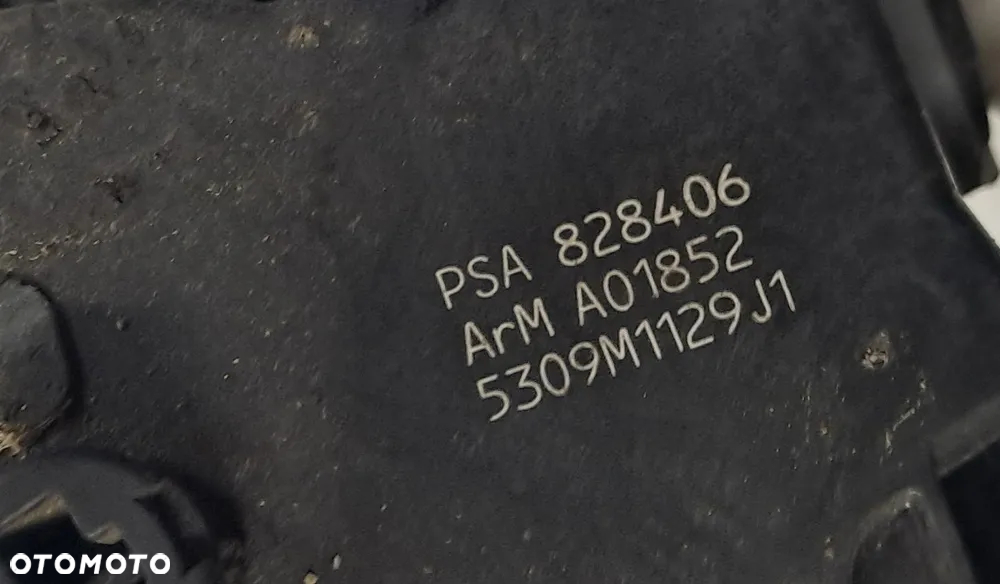 PSA 828406
ArM A01852
5309M1129J1
OTOMOTO